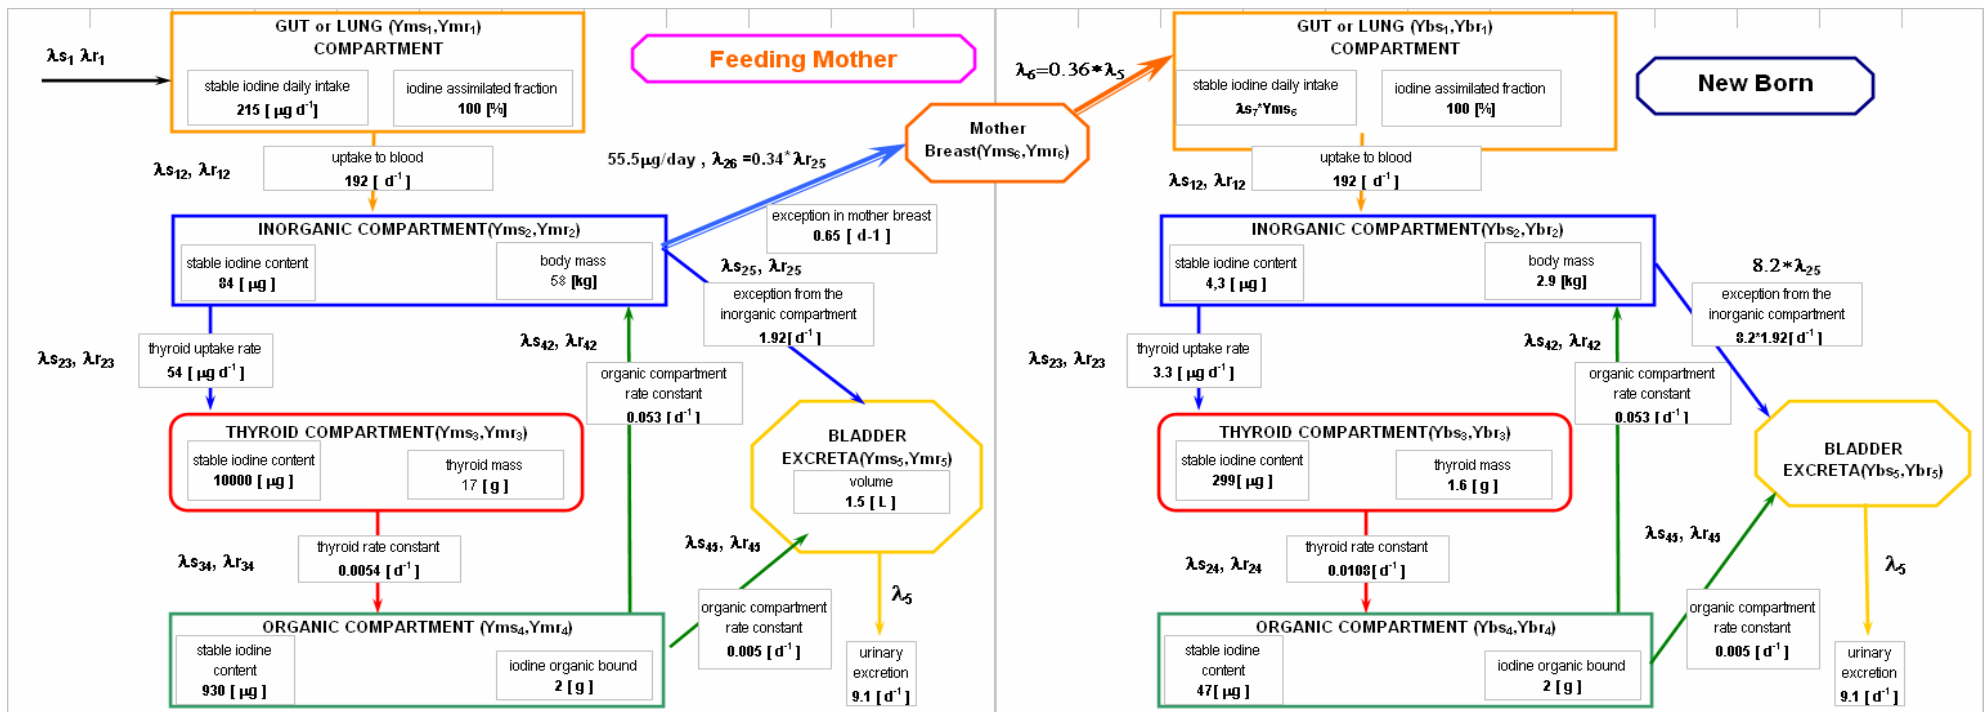 λs₁ λr₁
GUT or LUNG (Yms₁,Ymr₁)
COMPARTMENT
stable iodine daily intake
215 [ µg d⁻¹]
iodine assimilated fraction
100 [%]
Feeding Mother
λs₁₂, λr₁₂
uptake to blood
192 [ d⁻¹]
55.5µg/day , λ₂₆ =0.34*λr₂₅
Mother
Breast(Yms₆,Ymr₆)
λ₆=0.36*λ₅
exception in mother breast
0.65 [ d-1 ]
INORGANIC COMPARTMENT(Yms₂,Ymr₂)
stable iodine content
84 [ µg ]
body mass
58 [kg]
λs₂₅, λr₂₅
exception from the
inorganic compartment
1.92[ d⁻¹]
λs₂₃, λr₂₃
thyroid uptake rate
54 [ µg d⁻¹]
λs₄₂, λr₄₂
organic compartment
rate constant
0.053 [ d⁻¹]
THYROID COMPARTMENT(Yms₃,Ymr₃)
stable iodine content
10000 [ µg ]
thyroid mass
17 [ g ]
BLADDER
EXCRETA(Yms₅,Ymr₅)
volume
1.5 [ L ]
λs₃₄, λr₃₄
thyroid rate constant
0.0054 [ d⁻¹]
λs₄₅, λr₄₅
organic compartment
rate constant
0.005 [ d⁻¹ ]
λ₅
urinary
excretion
9.1 [ d⁻¹]
ORGANIC COMPARTMENT (Yms₄,Ymr₄)
stable iodine
content
930 [ µg ]
iodine organic bound
2 [ g ]
GUT or LUNG (Ybs₁,Ybr₁)
COMPARTMENT
stable iodine daily intake
λs₇*Yms₆
iodine assimilated fraction
100 [%]
New Born
λs₁₂, λr₁₂
uptake to blood
192 [ d⁻¹]
INORGANIC COMPARTMENT(Ybs₂,Ybr₂)
stable iodine content
4,3 [ µg ]
body mass
2.9 [kg]
8.2*λ₂₅
exception from the
inorganic compartment
8.2*1.92[ d⁻¹]
λs₂₃, λr₂₃
thyroid uptake rate
3.3 [ µg d⁻¹]
λs₄₂, λr₄₂
organic compartment
rate constant
0.053 [ d⁻¹]
THYROID COMPARTMENT(Ybs₃,Ybr₃)
stable iodine content
299[ µg ]
thyroid mass
1.6 [ g ]
BLADDER
EXCRETA(Ybs₅,Ybr₅)
λs₂₄, λr₂₄
thyroid rate constant
0.0108[ d⁻¹]
λs₄₅, λr₄₅
organic compartment
rate constant
0.005 [ d⁻¹]
λ₅
urinary
excretion
9.1 [ d⁻¹]
ORGANIC COMPARTMENT (Ybs₄,Ybr₄)
stable iodine
content
47[ µg ]
iodine organic bound
2 [ g ]